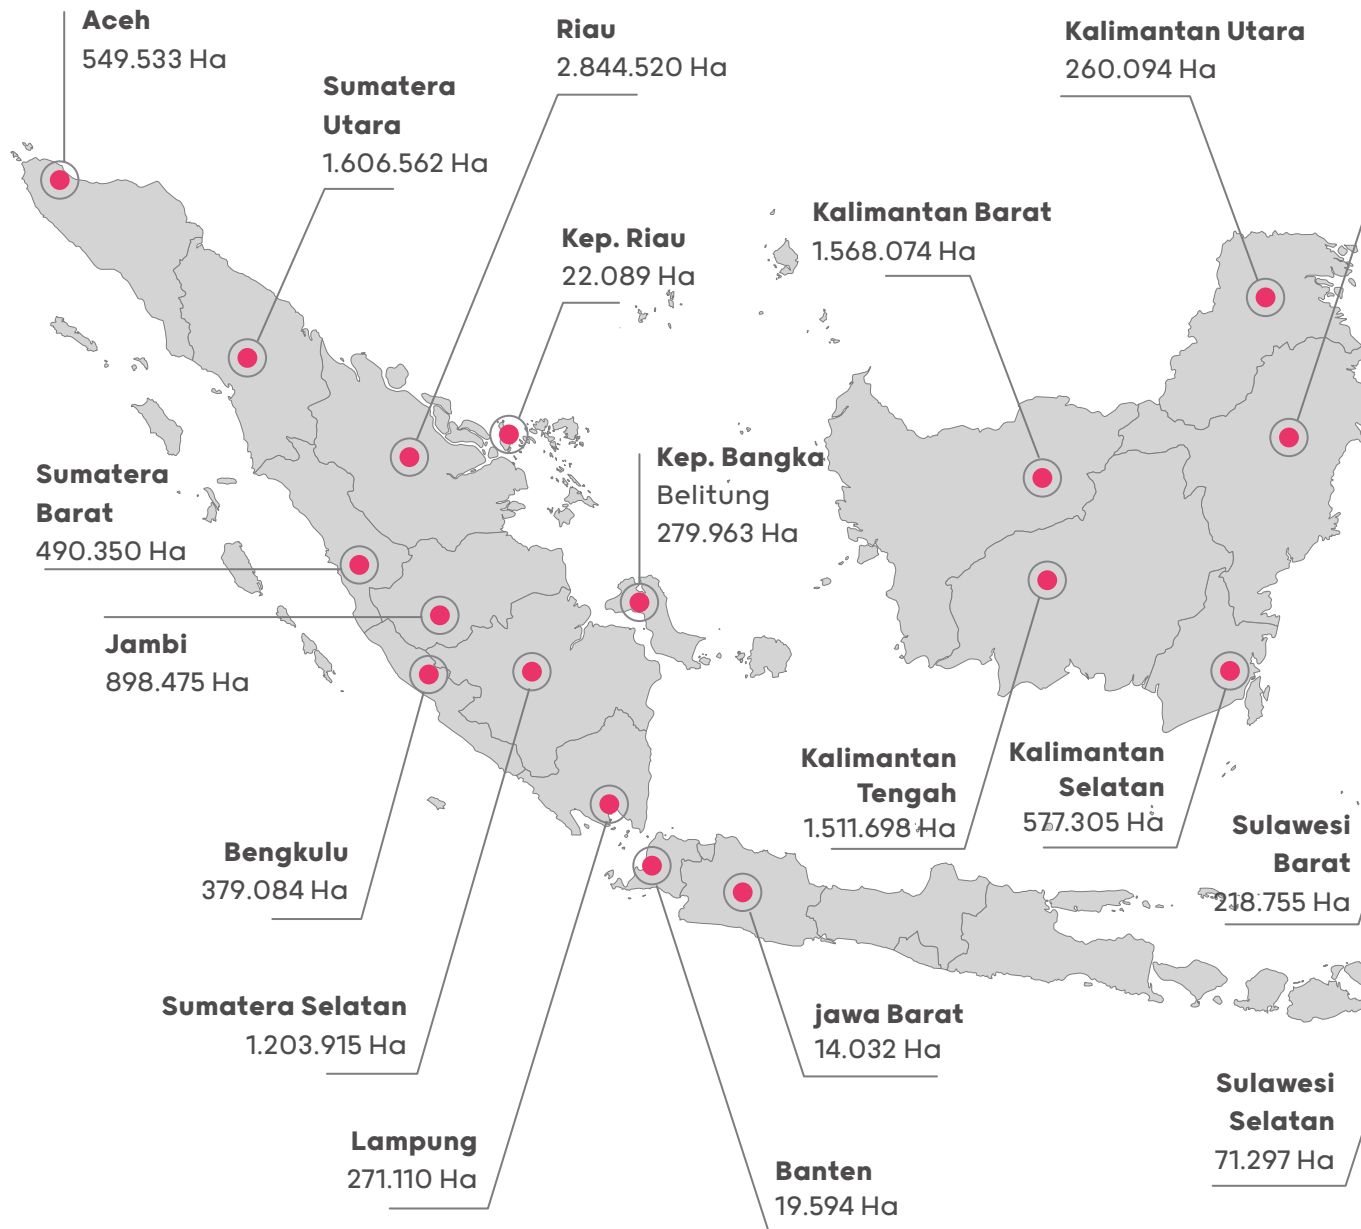 Aceh
549.533 Ha
Riau
2.844.520 Ha
Kalimantan Utara
260.094 Ha
Sumatera
Utara
1.606.562 Ha
Kalimantan Barat
1.568.074 Ha
Kep. Riau
22.089 Ha
Sumatera
Barat
490.350 Ha
Kep. Bangka
Belitung
279.963 Ha
Jambi
898.475 Ha
Kalimantan
Tengah
1.511.698 Ha
Kalimantan
Selatan
577.305 Ha
Sulawesi
Barat
218.755 Ha
Bengkulu
379.084 Ha
Sumatera Selatan
1.203.915 Ha
jawa Barat
14.032 Ha
Sulawesi
Selatan
71.297 Ha
Lampung
271.110 Ha
Banten
19.594 Ha